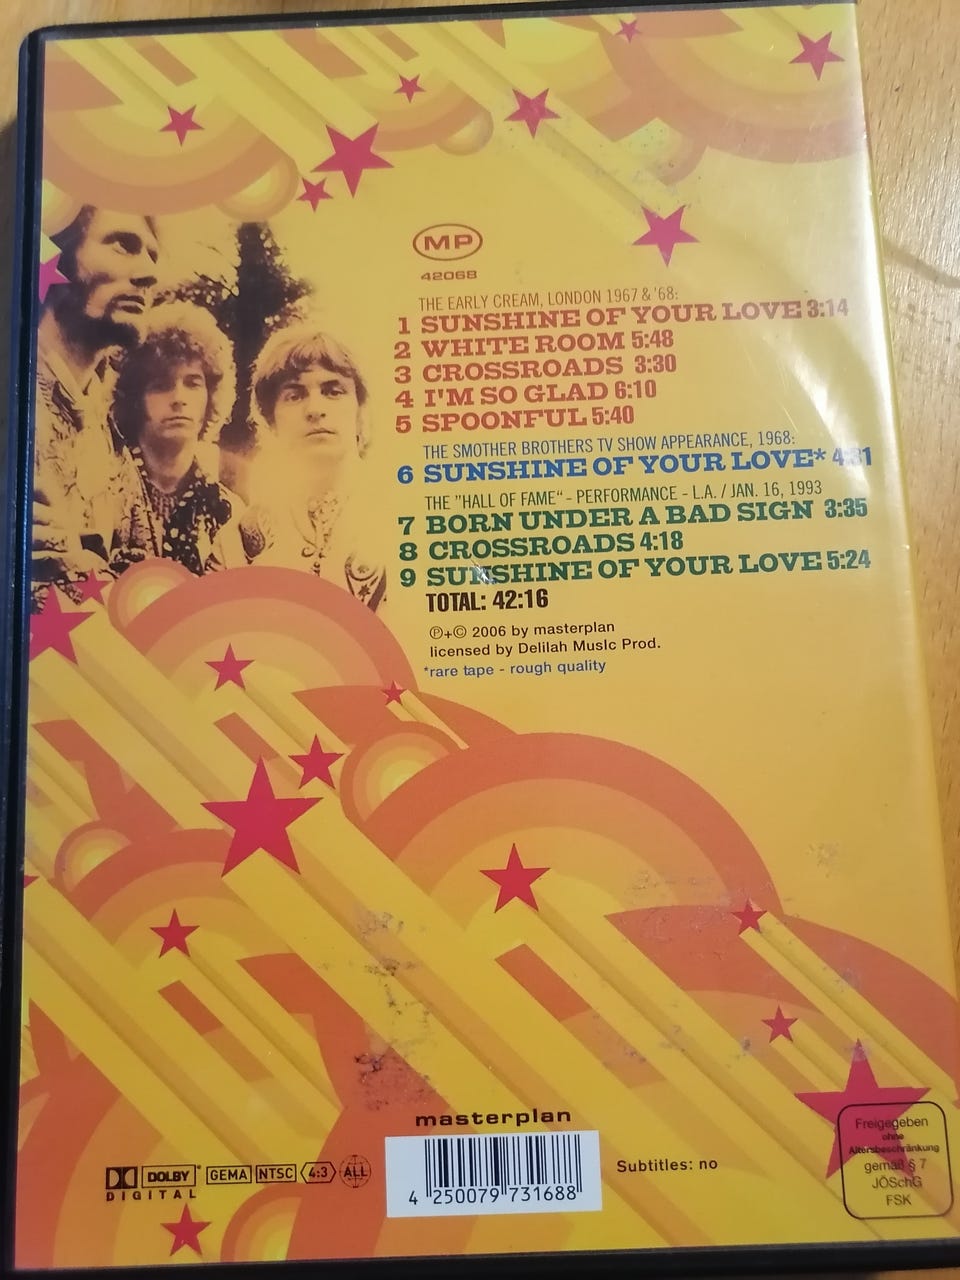 MP
42068
THE EARLY CREAM, LONDON 1967 & '68:
1 SUNSHINE OF YOUR LOVE 3:14
2 WHITE ROOM 5:48
3 CROSSROADS 3:30
4 I'M SO GLAD 6:10
5 SPOONFUL 5:40
THE SMOTHER BROTHERS TV SHOW APPEARANCE, 1968:
6 SUNSHINE OF YOUR LOVE*
THE "HALL OF FAME“ - PERFORMANCE - L.A. / JAN. 16, 1993
7 BORN UNDER A BAD SIGN 3:35
8 CROSSROADS 4:18
9 SUNSHINE OF YOUR LOVE 5:24
TOTAL: 42:16
℗+© 2006 by masterplan
licensed by Delilah MusIc Prod.
*rare tape - rough quality
masterplan
DOLBY
DIGITAL
GEMA NTSC 4:3 ALL
4 250079 731688
Subtitles: no
Freigegeben
ohne
Altersbeschränkung
gemäß § 7
JÖSchG
FSK